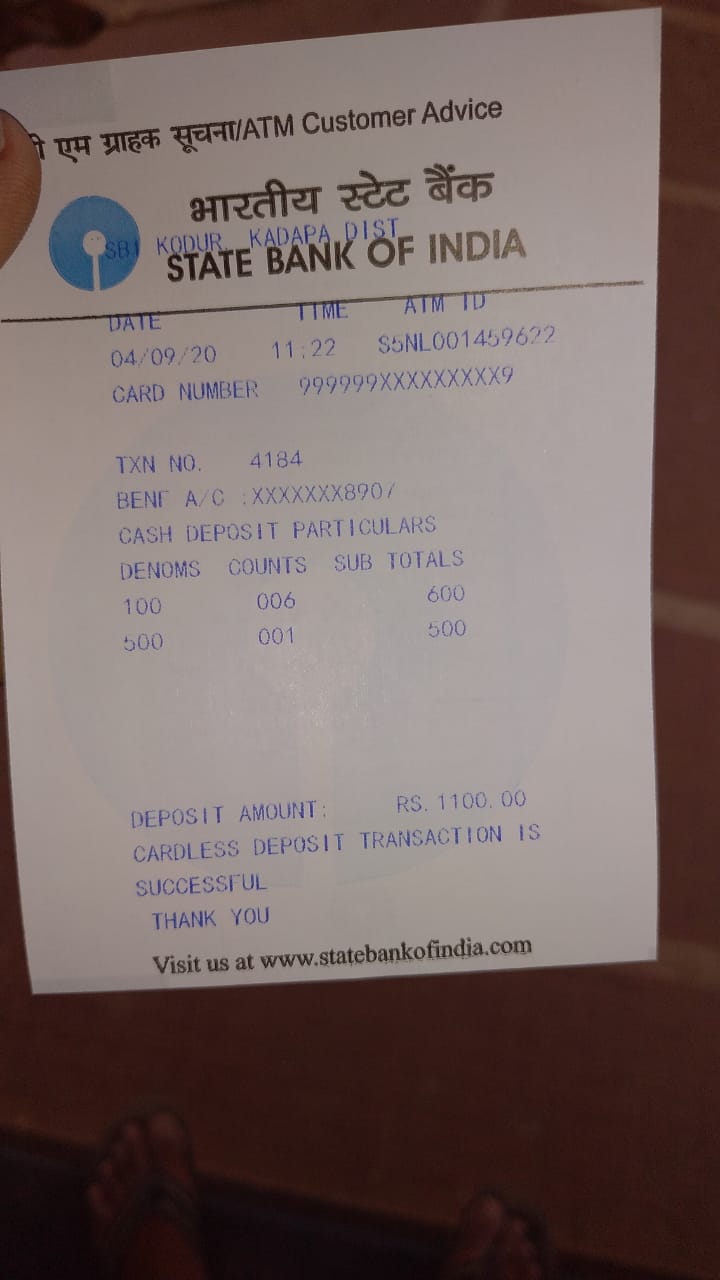 एम ग्राहक सूचना/ATM Customer Advice
भारतीय स्टेट बैंक
SBI KODUR, KADAPA DIST
STATE BANK OF INDIA
DATE TIME ATM ID
04/09/20 11:22 S5NL001459622
CARD NUMBER 999999XXXXXXXXX9
TXN NO. 4184
BENF A/C :XXXXXXX8907
CASH DEPOSIT PARTICULARS
DENOMS COUNTS SUB TOTALS
100 006 600
500 001 500
DEPOSIT AMOUNT: RS. 1100.00
CARDLESS DEPOSIT TRANSACTION IS
SUCCESSFUL
THANK YOU
Visit us at www.statebankofindia.com